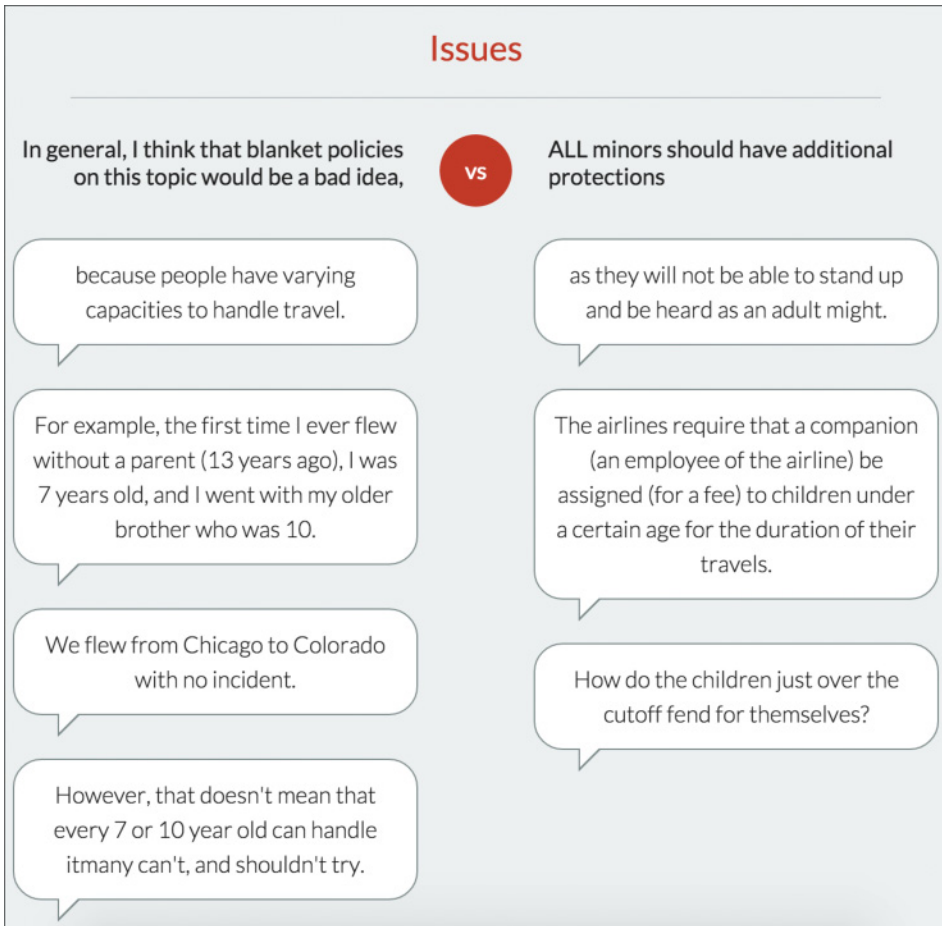 Issues
In general, I think that blanket policies
on this topic would be a bad idea,
vs
ALL minors should have additional
protections
because people have varying
capacities to handle travel.
For example, the first time I ever flew
without a parent (13 years ago), I was
7 years old, and I went with my older
brother who was 10.
We flew from Chicago to Colorado
with no incident.
However, that doesn't mean that
every 7 or 10 year old can handle
itmany can't, and shouldn't try.
as they will not be able to stand up
and be heard as an adult might.
The airlines require that a companion
(an employee of the airline) be
assigned (for a fee) to children under
a certain age for the duration of their
travels.
How do the children just over the
cutoff fend for themselves?